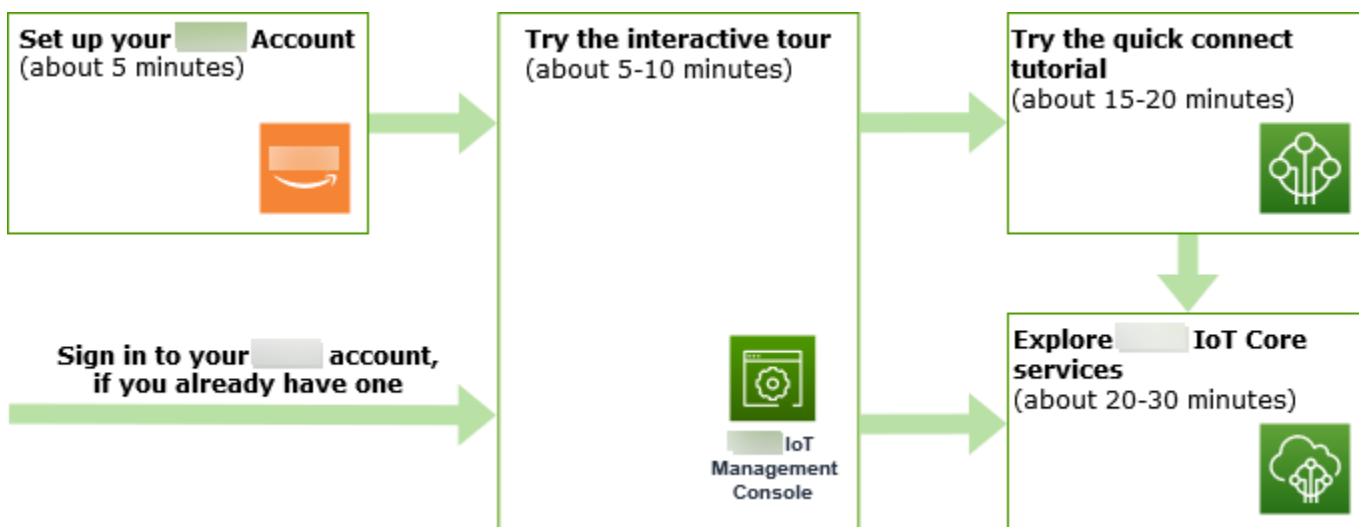 Set up your Account
(about 5 minutes)
Try the interactive tour
(about 5-10 minutes)
Try the quick connect
tutorial
(about 15-20 minutes)
Sign in to your account,
if you already have one
IoT
Management
Console
Explore IoT Core
services
(about 20-30 minutes)